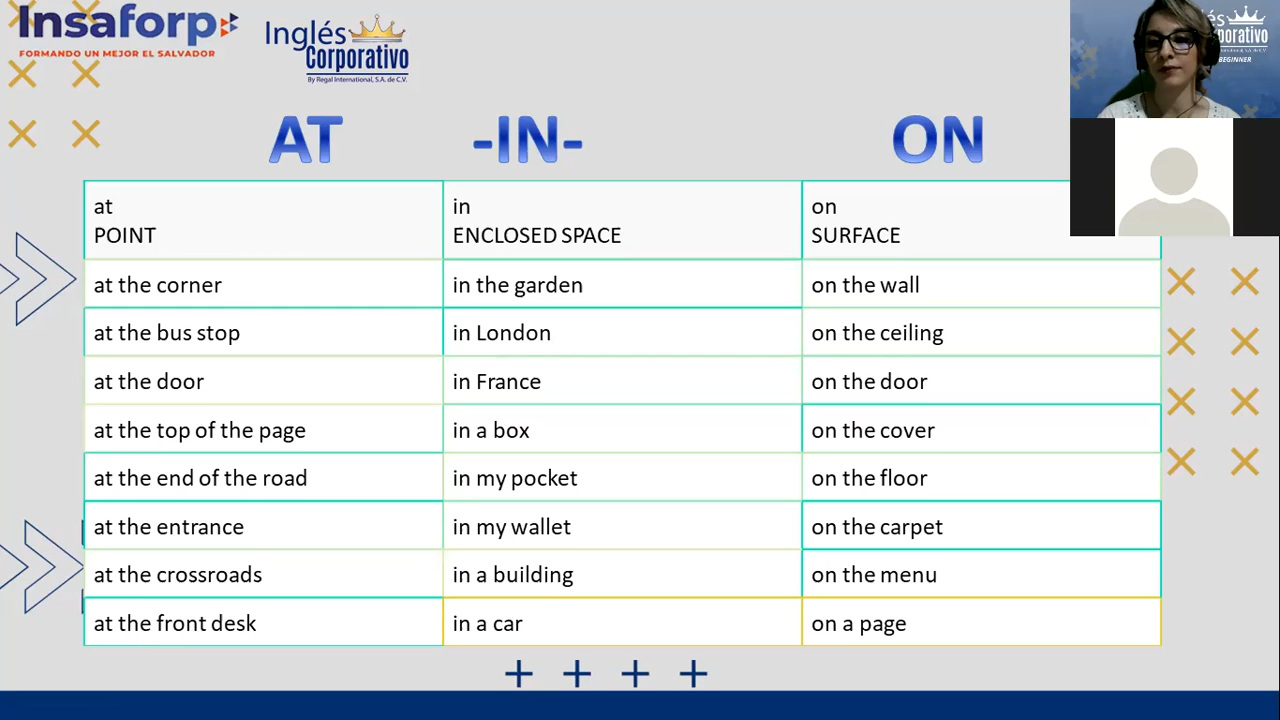 Insaforp
FORMANDO UN MEJOR EL SALVADOR
Inglés
Corporativo
By Regal International, S.A. de C.V.
AT -IN- ON
at
POINT
in
ENCLOSED SPACE
on
SURFACE
at the corner
in the garden
on the wall
at the bus stop
in London
on the ceiling
at the door
in France
on the door
at the top of the page
in a box
on the cover
at the end of the road
in my pocket
on the floor
at the entrance
in my wallet
on the carpet
at the crossroads
in a building
on the menu
at the front desk
in a car
on a page
BEGINNER